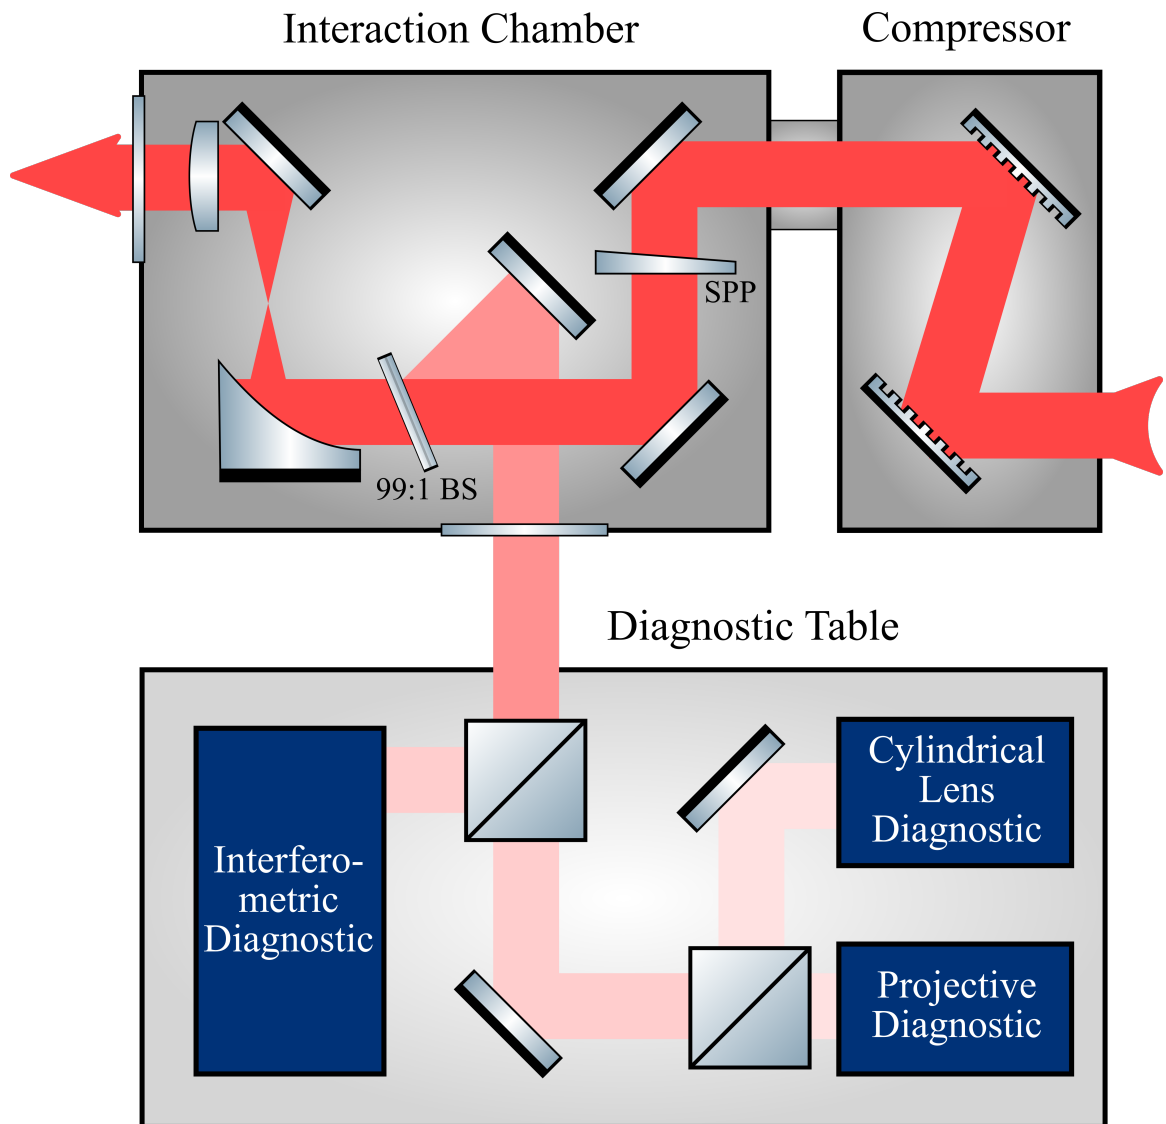 Interaction Chamber
Compressor
SPP
99:1 BS
Diagnostic Table
Cylindrical
Lens
Diagnostic
Interfero-
metric
Diagnostic
Projective
Diagnostic